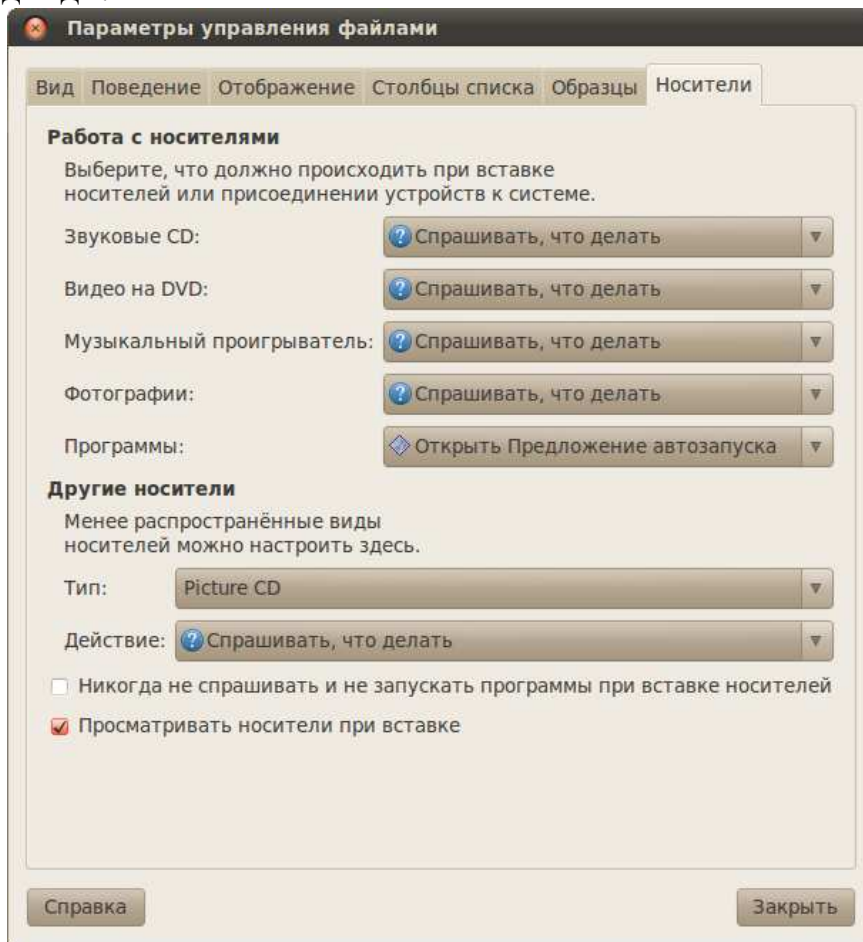 Параметры управления файлами
Вид Поведение Отображение Столбцы списка Образцы Носители
Работа с носителями
Выберите, что должно происходить при вставке
носителей или присоединении устройств к системе.
Звуковые CD: Спрашивать, что делать
Видео на DVD: Спрашивать, что делать
Музыкальный проигрыватель: Спрашивать, что делать
Фотографии: Спрашивать, что делать
Программы: Открыть Предложение автозапуска
Другие носители
Менее распространённые виды
носителей можно настроить здесь.
Тип: Picture CD
Действие: Спрашивать, что делать
Никогда не спрашивать и не запускать программы при вставке носителей
Просматривать носители при вставке
Справка Закрыть